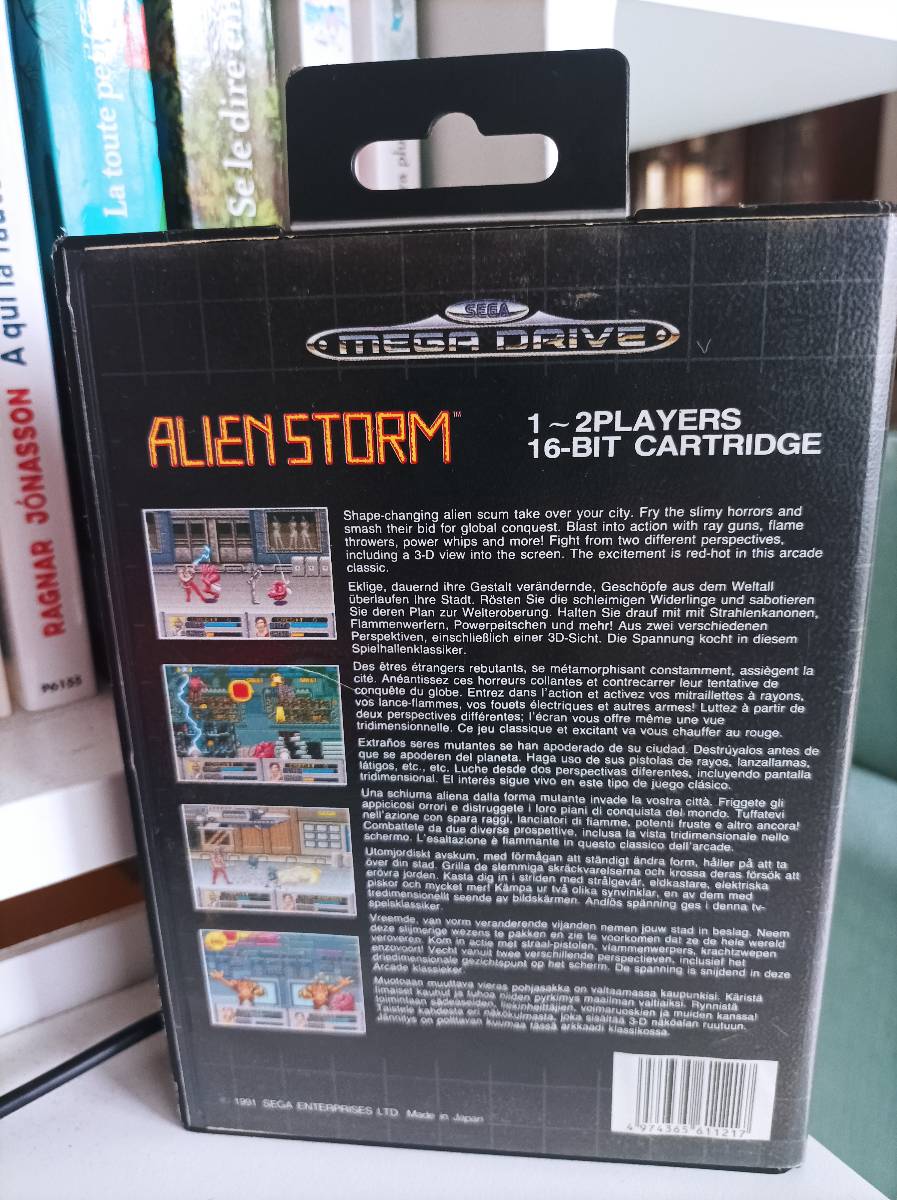 La toute pe
Se le dire en
A qui la faute
RAGNAR JÓNASSON
P6155
SEGA
MEGA DRIVE
ALIEN STORM™
1~2PLAYERS
16-BIT CARTRIDGE
Shape-changing alien scum take over your city. Fry the slimy horrors and
smash their bid for global conquest. Blast into action with ray guns, flame
throwers, power whips and more! Fight from two different perspectives,
including a 3-D view into the screen. The excitement is red-hot in this arcade
classic.
Eklige, dauernd ihre Gestalt verändernde, Geschöpfe aus dem Weltall
überlaufen Ihre Stadt. Rösten Sie die schleimigen Widerlinge und sabotieren
Sie deren Plan zur Welteroberung. Halten Sie drauf mit mit Strahlenkanonen,
Flammenwerfern, Powerpeitschen und mehr! Aus zwei verschiedenen
Perspektiven, einschließlich einer 3D-Sicht. Die Spannung kocht in diesem
Spielhallenklassiker.
Des êtres étrangers rebutants, se métamorphisant constamment, assiègent la
cité. Anéantissez ces horreurs collantes et contrecarrer leur tentative de
conquête du globe. Entrez dans l'action et activez vos mitraillettes à rayons,
vos lance-flammes, vos fouets électriques et autres armes! Luttez à partir de
deux perspectives différentes; l'écran vous offre même une vue
tridimensionnelle. Ce jeu classique et excitant va vous chauffer au rouge.
Extraños seres mutantes se han apoderado de su ciudad. Destrúyalos antes de
que se apoderen del planeta. Haga uso de sus pistolas de rayos, lanzallamas,
látigos, etc., etc. Luche desde dos perspectivas diferentes, incluyendo pantalla
tridimensional. El interés sigue vivo en este tipo de juego clásico.
Una schiuma aliena dalla forma mutante invade la vostra città. Friggete gli
appicicosi orrori e distruggete i loro piani di conquista del mondo. Tuffatevi
nell'azione con spara raggi, lanciatori di fiamme, potenti fruste e altro ancora!
Combattete da due diverse prospettive, inclusa la vista tridimensionale nello
schermo. L'esaltazione è fiammante in questo classico dell'arcade.
Utomjordiskt avskum, med förmågan att ständigt ändra form, håller på att ta
över din stad. Grilla de slemmiga skräckvarelserna och krossa deras försök att
erövra jorden. Kasta dig in i striden med strålgevär, eldkastare, elektriska
piskor och mycket mer! Kämpa ur två olika synvinklar, en av dem med
tredimensionellt seende av bildskärmen. Andlös spänning ges i denna tv-
spelsklassiker.
Vreemde, van vorm veranderende vijanden nemen jouw stad in beslag. Neem
deze slijmerige wezens te pakken en zie te voorkomen dat ze de hele wereld
veroveren. Kom in actie met straal-pistolen, vlammenwerpers, krachtzwepen
enzovoort! Vecht vanuit twee verschillende perspectieven, inclusief het
driedimensionale gezichtspunt op het scherm. De spanning is snijdend in deze
Arcade klassieker.
Muotoaan muuttava vieras pohjasakka on valtaamassa kaupunkisi. Käristä
limaiset kauhut ja tuhoa niiden pyrkimys maailman valtiaiksi. Rynnistä
toimintaan sädeaseiden, liekinheittäjien, voimaruoskien ja muiden kanssa!
Taistele kahdesta eri näkökulmasta, joka sisältää 3-D näköalan ruutuun.
Jännitys on polttavan kuumaa tässä arkkaadi klassikossa.
© 1991 SEGA ENTERPRISES LTD. Made in Japan
4 974365 611217